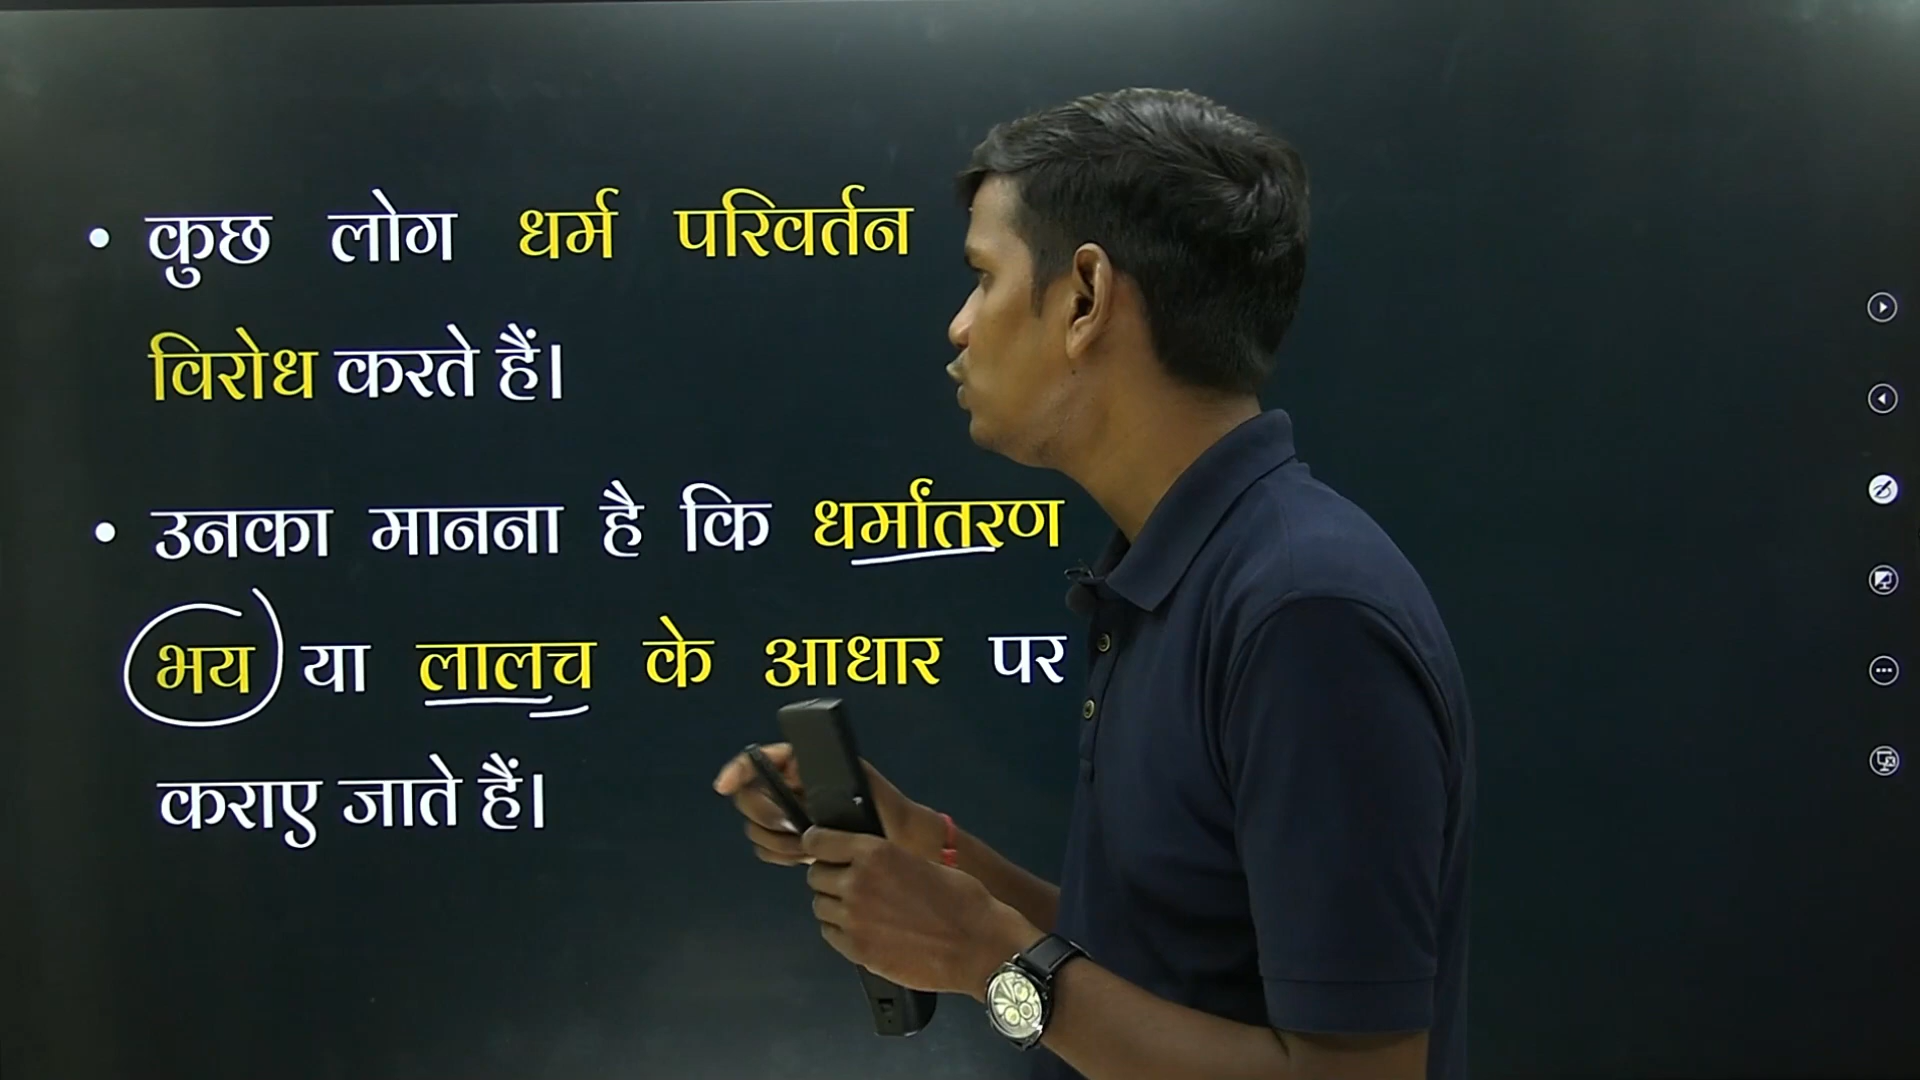 • कुछ लोग धर्म परिवर्तन
विरोध करते हैं।
• उनका मानना है कि धर्मांतरण
भय या लालच के आधार पर
कराए जाते हैं।